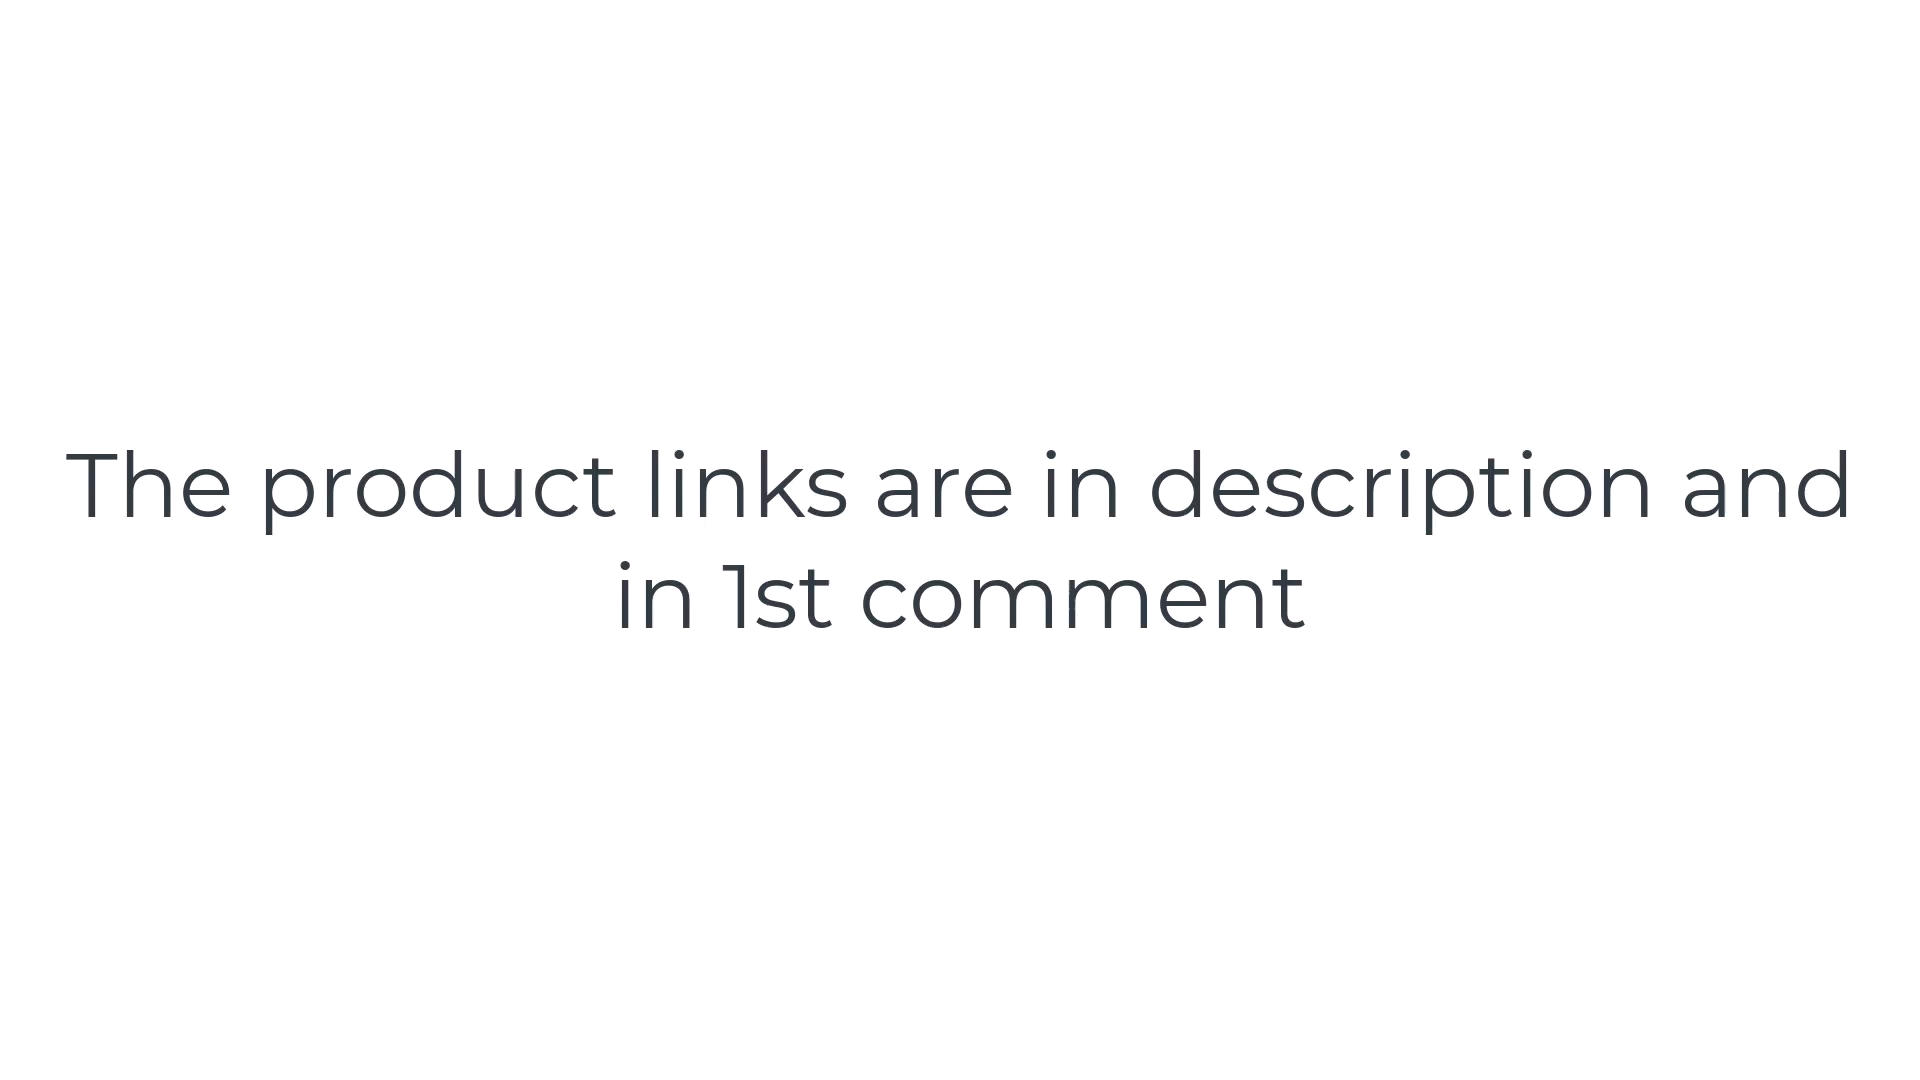 The product links are in description and
in 1st comment